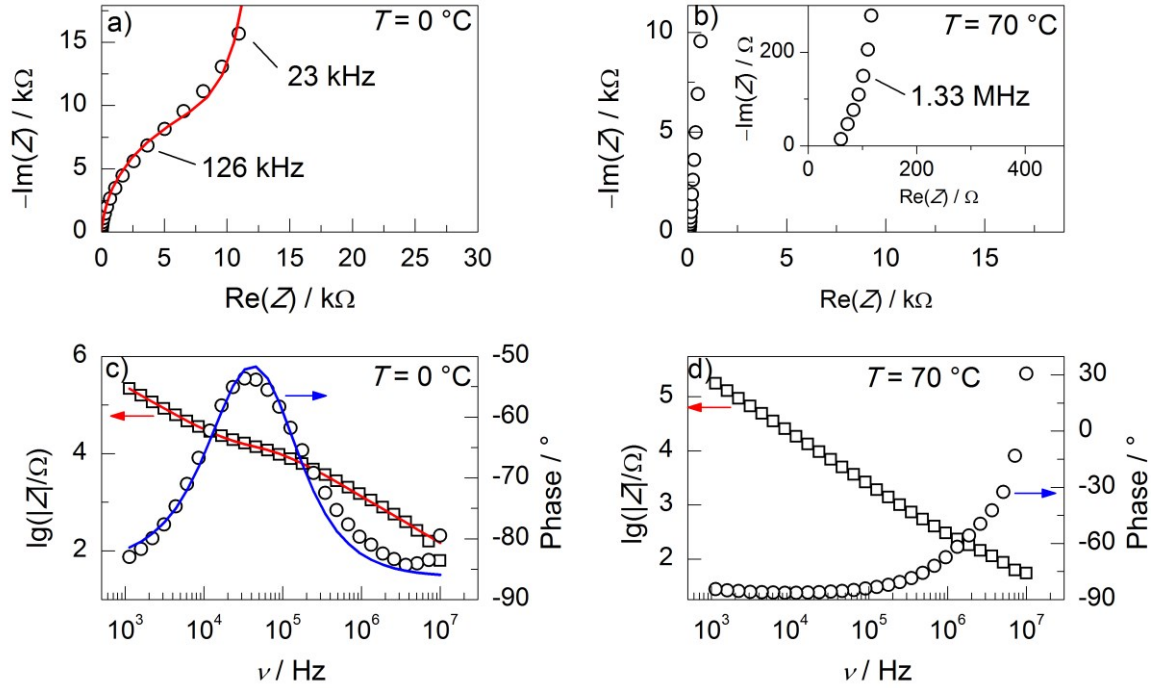 a)
T = 0 °C
15
10
5
0
–Im(Z) / kΩ
23 kHz
126 kHz
0 5 10 15 20 25 30
Re(Z) / kΩ
b)
T = 70 °C
10
5
0
–Im(Z) / kΩ
200
0
–Im(Z) / Ω
1.33 MHz
0 200 400
Re(Z) / Ω
0 5 10 15
Re(Z) / kΩ
c)
T = 0 °C
6
4
2
lg(|Z|/Ω)
-50
-60
-70
-80
-90
Phase / °
10³ 10⁴ 10⁵ 10⁶ 10⁷
ν / Hz
d)
T = 70 °C
5
4
3
2
lg(|Z|/Ω)
30
0
-30
-60
-90
Phase / °
10³ 10⁴ 10⁵ 10⁶ 10⁷
ν / Hz